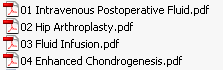 01 Intravenous Postoperative Fluid.pdf
02 Hip Arthroplasty.pdf
03 Fluid Infusion.pdf
04 Enhanced Chondrogenesis.pdf